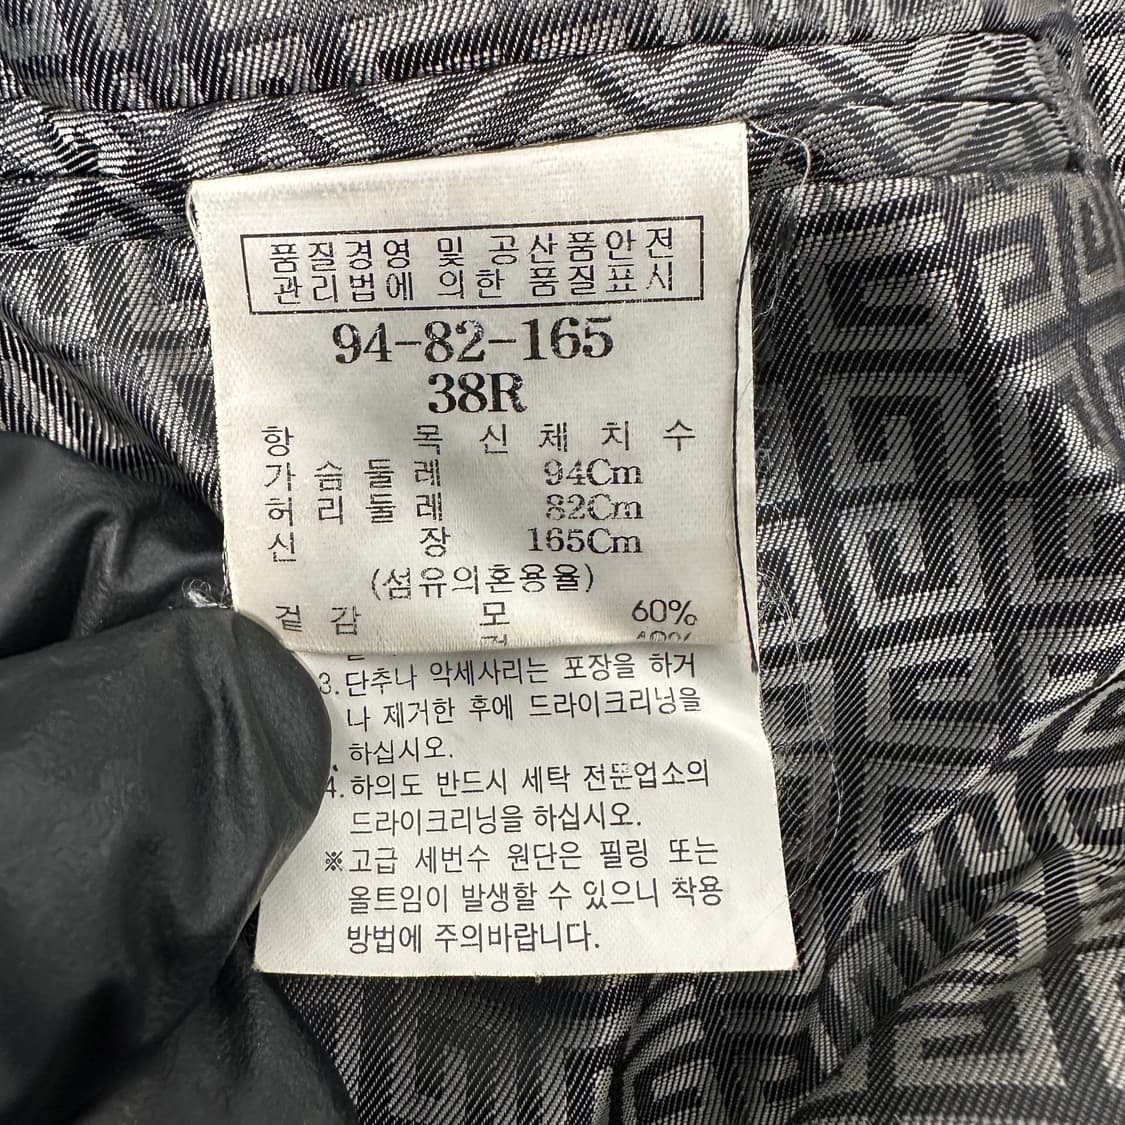 품질경영 및 공산품안전
관리법에 의한 품질표시
94-82-165
38R
항 목 신 체 치 수
가 슴 둘 레 94Cm
허 리 둘 레 82Cm
신 장 165Cm
(섬유의혼용율)
겉 감 모 60%
3. 단추나 악세사리는 포장을 하거
나 제거한 후에 드라이크리닝을
하십시오.
4. 하의도 반드시 세탁 전문업소의
드라이크리닝을 하십시오.
※고급 세번수 원단은 필링 또는
올트임이 발생할 수 있으니 착용
방법에 주의바랍니다.